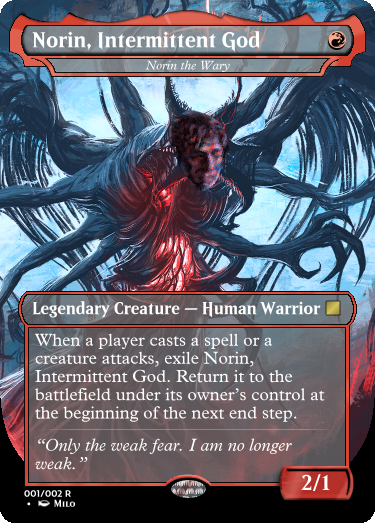 Norin, Intermittent God
Norin the Wary
Legendary Creature — Human Warrior
When a player casts a spell or a
creature attacks, exile Norin,
Intermittent God. Return it to the
battlefield under its owner's control at
the beginning of the next end step.
“Only the weak fear. I am no longer
weak.”
2/1
001/002 R
• Milo